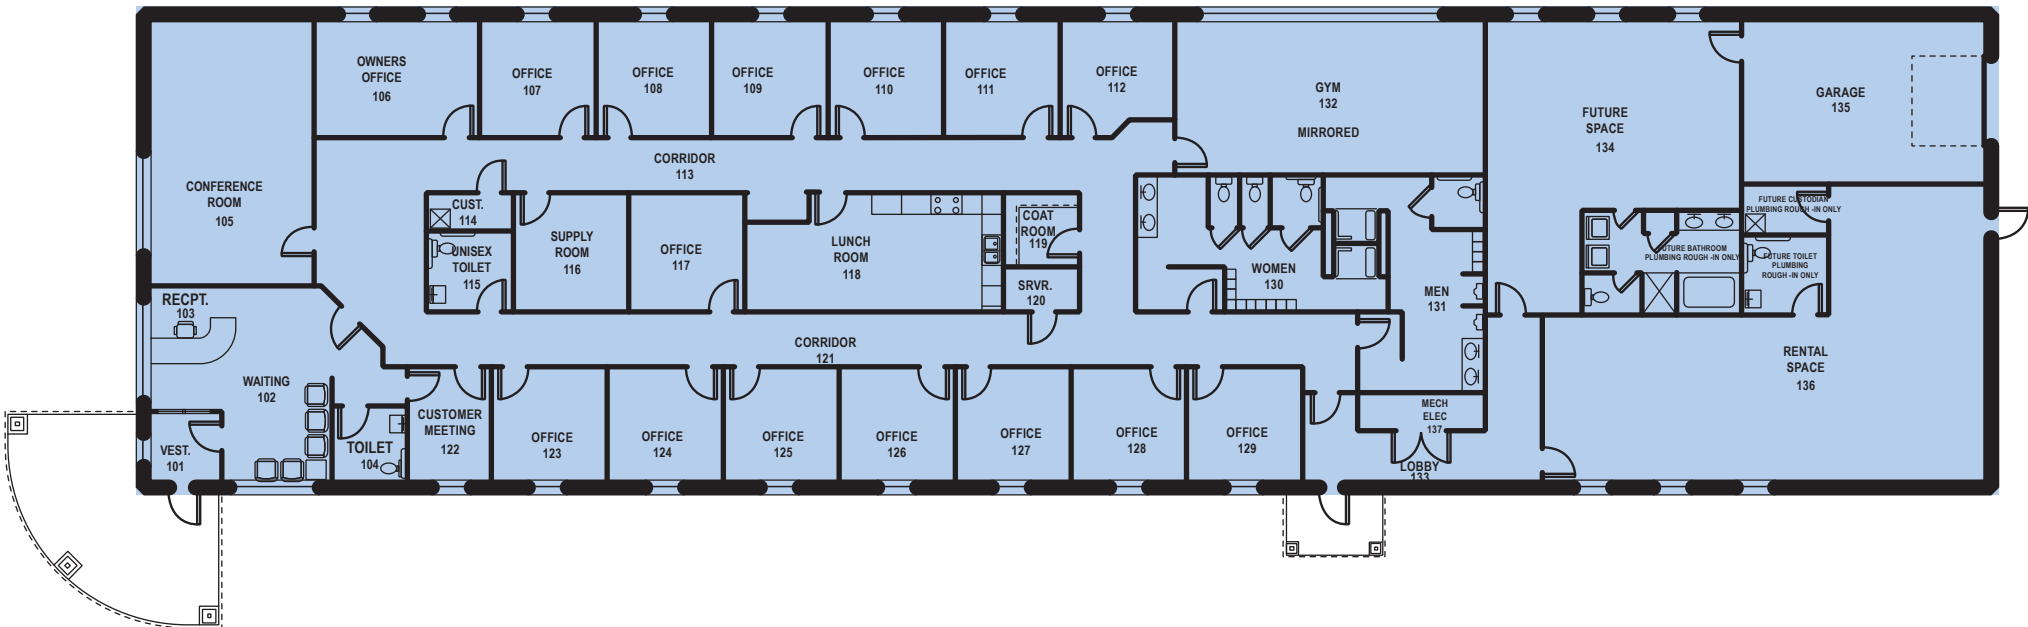 OWNERS
OFFICE
106
OFFICE
107
OFFICE
108
OFFICE
109
OFFICE
110
OFFICE
111
OFFICE
112
GYM
132
MIRRORED
FUTURE
SPACE
134
GARAGE
135
CONFERENCE
ROOM
105
CORRIDOR
113
CUST.
114
UNISEX
TOILET
115
SUPPLY
ROOM
116
OFFICE
117
LUNCH
ROOM
118
COAT
ROOM
119
SRVR.
120
WOMEN
130
MEN
131
FUTURE CUSTODIAN
PLUMBING ROUGH -IN ONLY
FUTURE BATHROOM
PLUMBING ROUGH -IN ONLY
FUTURE TOILET
PLUMBING
ROUGH -IN ONLY
RECPT.
103
CORRIDOR
121
RENTAL
SPACE
136
WAITING
102
VEST.
101
TOILET
104
CUSTOMER
MEETING
122
OFFICE
123
OFFICE
124
OFFICE
125
OFFICE
126
OFFICE
127
OFFICE
128
OFFICE
129
MECH
ELEC
137
LOBBY
133